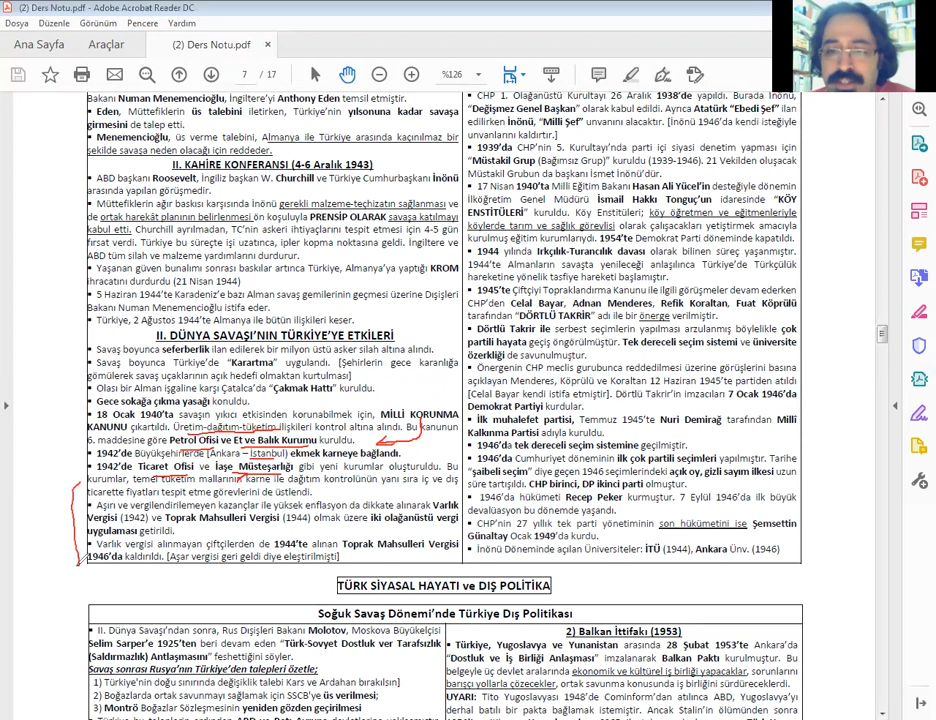 (2) Ders Notu.pdf - Adobe Acrobat Reader DC
Dosya Düzenle Görünüm Pencere Yardım
Ana Sayfa Araçlar (2) Ders Notu.pdf ×
7 / 17 %126
Bakanı Numan Menemencioğlu, İngiltere'yi Anthony Eden temsil etmiştir.
▪ Eden, Müttefiklerin üs talebini iletirken, Türkiye'nin yılsonuna kadar savaşa
girmesini de talep etti.
▪ Menemencioğlu, üs verme talebini, Almanya ile Türkiye arasında kaçınılmaz bir
şekilde savaş neden olacağı için reddeder.
II. KAHİRE KONFERANSI (4-6 Aralık 1943)
▪ ABD başkanı Roosevelt, İngiliz başkan W. Churchill ve Türkiye Cumhurbaşkanı İnönü
arasında yapılan görüşmedir.
▪ Müttefiklerin ağır baskısı karşısında İnönü gerekli malzeme-teçhizatın sağlanması ve
de ortak harekât planının belirlenmesi ön koşuluyla PRENSİP OLARAK savaşa katılmayı
kabul etti. Churchill ayrılmadan, TC'nin askeri ihtiyaçlarını tespit etmesi için 4-5 gün
fırsat verdi. Türkiye bu süreçte işi uzatınca, ipler kopma noktasına geldi. İngiltere ve
ABD tüm silah ve malzeme yardımlarını durdurur.
▪ Yaşanan güven bunalımı sonrası baskılar artınca Türkiye, Almanya'ya yaptığı KROM
ihracatını durdurdu (21 Nisan 1944)
▪ 5 Haziran 1944'te Karadeniz'e bazı Alman savaş gemilerinin geçmesi üzerine Dışişleri
Bakanı Numan Menemencioğlu istifa eder.
▪ Türkiye, 2 Ağustos 1944'te Almanya ile bütün ilişkileri keser.
II. DÜNYA SAVAŞI'NIN TÜRKİYE'YE ETKİLERİ
▪ Savaş boyunca seferberlik ilan edilerek bir milyon üstü asker silah altına alındı.
▪ Savaş boyunca Türkiye'de "Karartma" uygulandı. [Şehirlerin gece karanlığa
gömülerek savaş uçaklarının açık hedefi olmaktan kurtulması]
▪ Olası bir Alman işgaline karşı Çatalca'da "Çakmak Hattı" kuruldu.
▪ Gece sokağa çıkma yasağı konuldu.
▪ 18 Ocak 1940'ta savaşın yıkıcı etkisinden korunabilmek için, MİLLİ KORUNMA
KANUNU çıkartıldı. Üretim-dağıtım-tüketim ilişkileri kontrol altına alındı. Bu kanunun
6. maddesine göre Petrol Ofisi ve Et ve Balık Kurumu kuruldu.
▪ 1942'de Büyükşehirlerde [Ankara – İstanbul) ekmek karneye bağlandı.
▪ 1942'de Ticaret Ofisi ve İaşe Müsteşarlığı gibi yeni kurumlar oluşturuldu. Bu
kurumlar, temel tüketim mallarının karne ile dağıtım kontrolünün yanı sıra iç ve dış
ticarette fiyatları tespit etme görevlerini de üstlendi.
▪ Aşırı ve vergilendirilemeyen kazançlar ile yüksek enflasyon da dikkate alınarak Varlık
Vergisi (1942) ve Toprak Mahsulleri Vergisi (1944) olmak üzere iki olağanüstü vergi
uygulaması getirildi.
▪ Varlık vergisi alınmayan çiftçilerden de 1944'te alınan Toprak Mahsulleri Vergisi
1946'da kaldırıldı. [Aşar vergisi geri geldi diye eleştirilmişti]
▪ CHP 1. Olağanüstü Kurultayı 26 Aralık 1938'de yapıldı. Burada İnönü,
"Değişmez Genel Başkan" olarak kabul edildi. Ayrıca Atatürk "Ebedi Şef" ilan
edilirken İnönü, "Milli Şef" unvanını alacaktır. [İnönü 1946'da kendi isteğiyle
unvanlarını kaldırtır.]
▪ 1939'da CHP'nin 5. Kurultayı'nda parti içi siyasi denetim yapması için
"Müstakil Grup (Bağımsız Grup)" kuruldu (1939-1946). 21 Vekilden oluşacak
Müstakil Grubun da başkanı İsmet İnönü'dür.
▪ 17 Nisan 1940'ta Milli Eğitim Bakanı Hasan Ali Yücel'in desteğiyle dönemin
İlköğretim Genel Müdürü İsmail Hakkı Tonguç'un idaresinde "KÖY
ENSTİTÜLERİ" kuruldu. Köy Enstitüleri; köy öğretmen ve eğitmenleriyle
köylerde tarım ve sağlık görevlisi olarak çalışacakları yetiştirmek amacıyla
kurulmuş eğitim kurumlarıydı. 1954'te Demokrat Parti döneminde kapatıldı.
▪ 1944 yılında Irkçılık-Turancılık davası olarak bilinen süreç yaşanmıştır.
1944'te Almanların savaşta yenileceği anlaşılınca Türkiye'de Türkçülük
hareketine yönelik tasfiye hareketi başlamıştır.
▪ 1945'te Çiftçiyi Topraklandırma Kanunu ile ilgili görüşmeler devam ederken
CHP'den Celal Bayar, Adnan Menderes, Refik Koraltan, Fuat Köprülü
tarafından "DÖRTLÜ TAKRİR" adı ile bir önerge verilmiştir.
▪ Dörtlü Takrir ile serbest seçimlerin yapılması arzulanmış böylelikle çok
partili hayata geçiş öngörülmüştür. Tek dereceli seçim sistemi ve üniversite
özerkliği de savunulmuştur.
▪ Önergenin CHP meclis gurubunca reddedilmesi üzerine görüşlerini basına
açıklayan Menderes, Köprülü ve Koraltan 12 Haziran 1945'te partiden atıldı
[Celal Bayar kendi istifa etmiştir). Dörtlü Takrir'in imzacıları 7 Ocak 1946'da
Demokrat Partiyi kurdular.
▪ İlk muhalefet partisi, Temmuz 1945'te Nuri Demirağ tarafından Milli
Kalkınma Partisi adıyla kuruldu.
▪ 1946'da tek dereceli seçim sistemine geçilmiştir.
▪ 1946'da Cumhuriyet döneminin ilk çok partili seçimleri yapılmıştır. Tarihe
"şaibeli seçim" diye geçen 1946 seçimlerindeki açık oy, gizli sayım ilkesi uzun
süre tartışıldı. CHP birinci, DP ikinci parti olmuştur.
▪ 1946'da hükümeti Recep Peker kurmuştur. 7 Eylül 1946'da ilk büyük
devalüasyon bu dönemde yaşandı.
▪ CHP'nin 27 yıllık tek parti yönetiminin son hükümetini ise Şemsettin
Günaltay Ocak 1949'da kurdu.
▪ İnönü Döneminde açılan Üniversiteler: İTÜ (1944), Ankara Ünv. (1946)
TÜRK SİYASAL HAYATI ve DIŞ POLİTİKA
Soğuk Savaş Dönemi'nde Türkiye Dış Politikası
▪ II. Dünya Savaşı'ndan sonra, Rus Dışişleri Bakanı Molotov, Moskova Büyükelçisi
Selim Sarper'e 1925'ten beri devam eden "Türk-Sovyet Dostluk ver Tarafsızlık
(Saldırmazlık) Antlaşmasını" feshettiğini söyler.
Savaş sonrası Rusya'nın Türkiye'den talepleri özetle;
1) Türkiye'nin doğu sınırında değişiklik talebi Kars ve Ardahan bırakılsın]
2) Boğazlarda ortak savunmayı sağlamak için SSCB'ye üs verilmesi;
3) Montrö Boğazlar Sözleşmesinin yeniden gözden geçirilmesi
2) Balkan İttifakı (1953)
▪ Türkiye, Yugoslavya ve Yunanistan arasında 28 Şubat 1953'te Ankara'da
"Dostluk ve İş Birliği Anlaşması" imzalanarak Balkan Paktı kurulmuştur. Bu
belgeyle üç devlet aralarında ekonomik ve kültürel iş birliği yapacaklar, sorunlarını
barışçı yollarla çözecekler, ortak savunma konusunda iş birliğini sürdüreceklerdi.
UYARI: Tito Yugoslavyası 1948'de Cominform'dan atılınca ABD, Yugoslavya'yı
derhal batılı bir pakta bağlamak istemiştir. Ancak Stalin'in ölümünden sonra